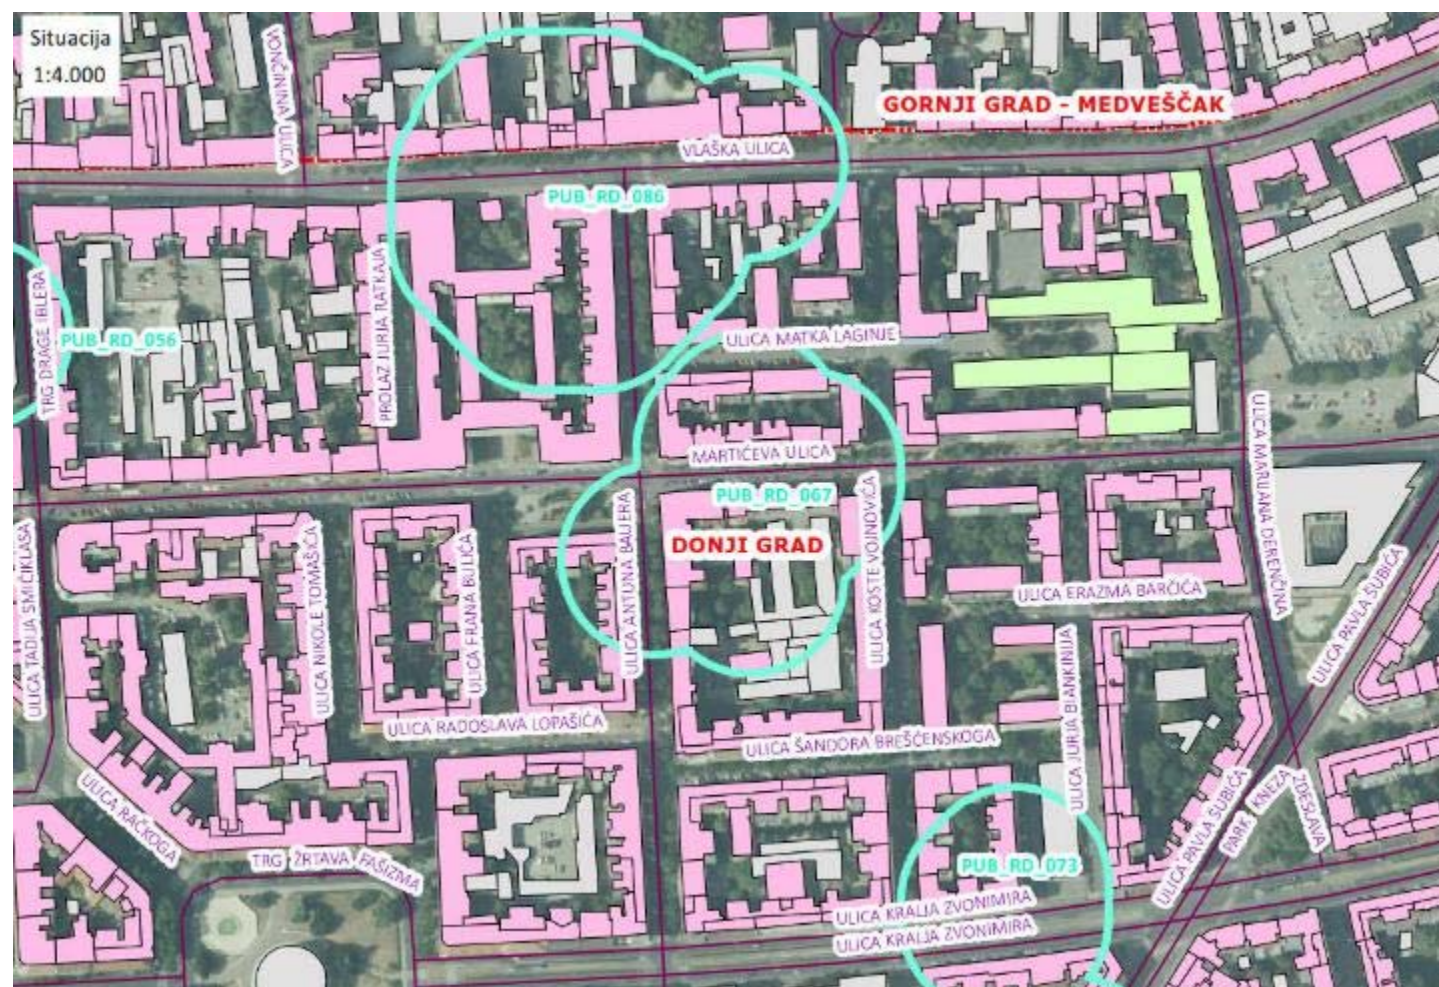 Situacija
1:4.000
VONČININA ULICA
GORNJI GRAD - MEDVEŠČAK
VLAŠKA ULICA
PUB_RD_086
TRG DRAGE IBLERA
PUB_RD_056
PROLAZ JURJA RATKAJA
ULICA MATKA LAGINJE
MARTIĆEVA ULICA
PUB_RD_067
DONJI GRAD
ULICA MARIJANA DERENČINA
ULICA TADIJA SMIČIKLASA
ULICA NIKOLE TOMAŠIĆA
ULICA FRANA BULIĆA
ULICA ANTUNA BAUERA
ULICA KOSTE VOJNOVIĆA
ULICA ERAZMA BARČIĆA
ULICA PAVLA ŠUBIĆA
ULICA JURJA BIANKINIJA
ULICA RADOSLAVA LOPAŠIĆA
ULICA ŠANDORA BREŠĆENSKOGA
ULICA RAČKOGA
TRG ŽRTAVA FAŠIZMA
ULICA PAVLA ŠUBIĆA
PARK KNEZA
ZDESLAVA
PUB_RD_073
ULICA KRALJA ZVONIMIRA
ULICA KRALJA ZVONIMIRA